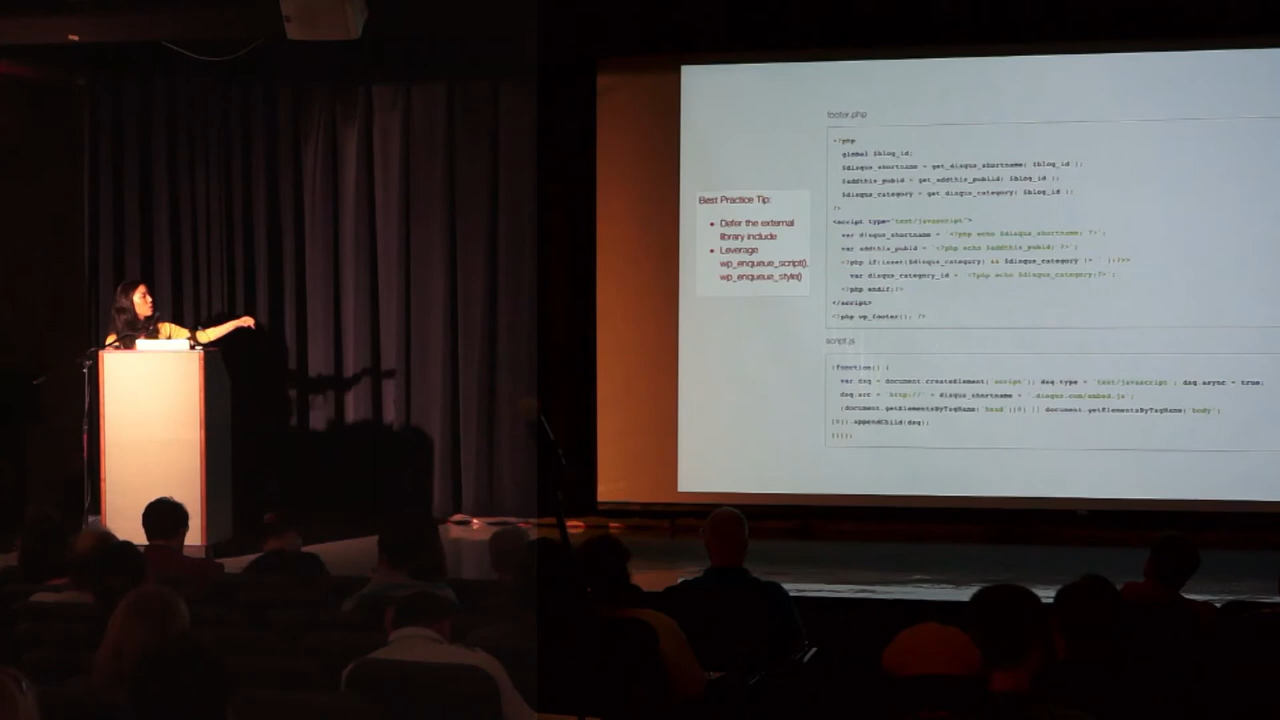 Best Practice Tip:
Defer the external
library include
Leverage
wp_enqueue_script(),
wp_enqueue_style()
footer.php
<?php
global $blog_id;
$disqus_shortname = get_disqus_shortname( $blog_id );
$addthis_pubid = get_addthis_pubid( $blog_id );
$disqus_category = get_disqus_category( $blog_id );
?>
<script type="text/javascript">
var disqus_shortname = '<?php echo $disqus_shortname; ?>';
var addthis_pubid = '<?php echo $addthis_pubid; ?>';
<?php if(isset($disqus_category) && $disqus_category != '' ):?>
var disqus_category_id = '<?php echo $disqus_category;?>';
<?php endif;?>
</script>
<?php wp_footer(); ?>
script.js
(function() {
var dsq = document.createElement('script'); dsq.type = 'text/javascript'; dsq.async = true;
dsq.src = 'http://' + disqus_shortname + '.disqus.com/embed.js';
(document.getElementsByTagName('head')[0] || document.getElementsByTagName('body')
[0]).appendChild(dsq);
})();